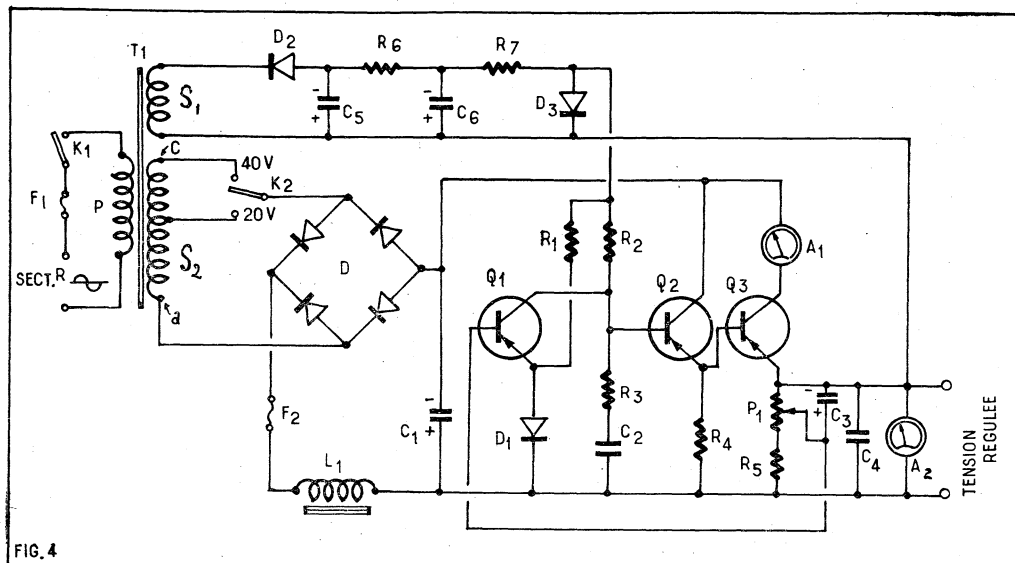 T1
D2
R6
R7
S1
C5
C6
D3
K1
C
40V
K2
20V
F1
P
S2
D
SECT.
R
a
R1
R2
A1
Q1
Q2
Q3
F2
C1
D1
R3
C2
R4
P1
R5
C3
C4
A2
L1
TENSION
REGULEE
FIG.4
- + - + - + - +